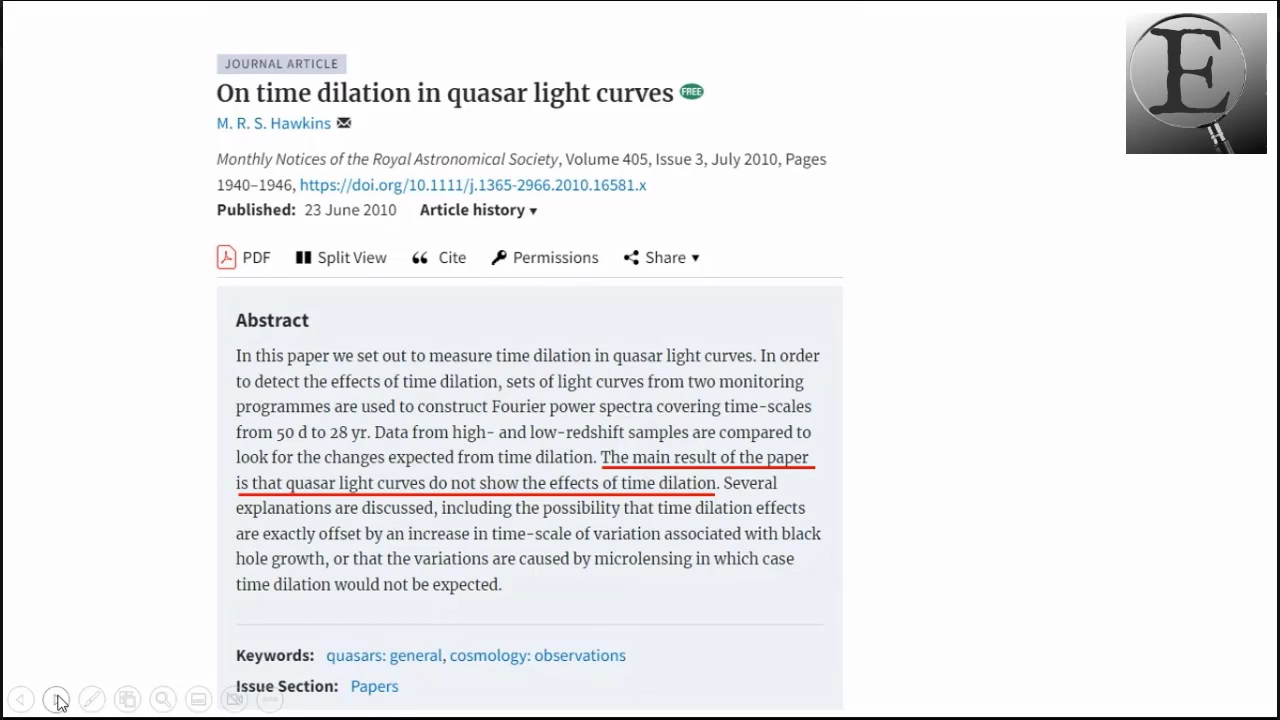 JOURNAL ARTICLE
On time dilation in quasar light curves FREE
M. R. S. Hawkins
Monthly Notices of the Royal Astronomical Society, Volume 405, Issue 3, July 2010, Pages
1940–1946, https://doi.org/10.1111/j.1365-2966.2010.16581.x
Published: 23 June 2010 Article history
PDF Split View Cite Permissions Share
Abstract
In this paper we set out to measure time dilation in quasar light curves. In order
to detect the effects of time dilation, sets of light curves from two monitoring
programmes are used to construct Fourier power spectra covering time-scales
from 50 d to 28 yr. Data from high- and low-redshift samples are compared to
look for the changes expected from time dilation. The main result of the paper
is that quasar light curves do not show the effects of time dilation. Several
explanations are discussed, including the possibility that time dilation effects
are exactly offset by an increase in time-scale of variation associated with black
hole growth, or that the variations are caused by microlensing in which case
time dilation would not be expected.
Keywords: quasars: general, cosmology: observations
Issue Section: Papers
E